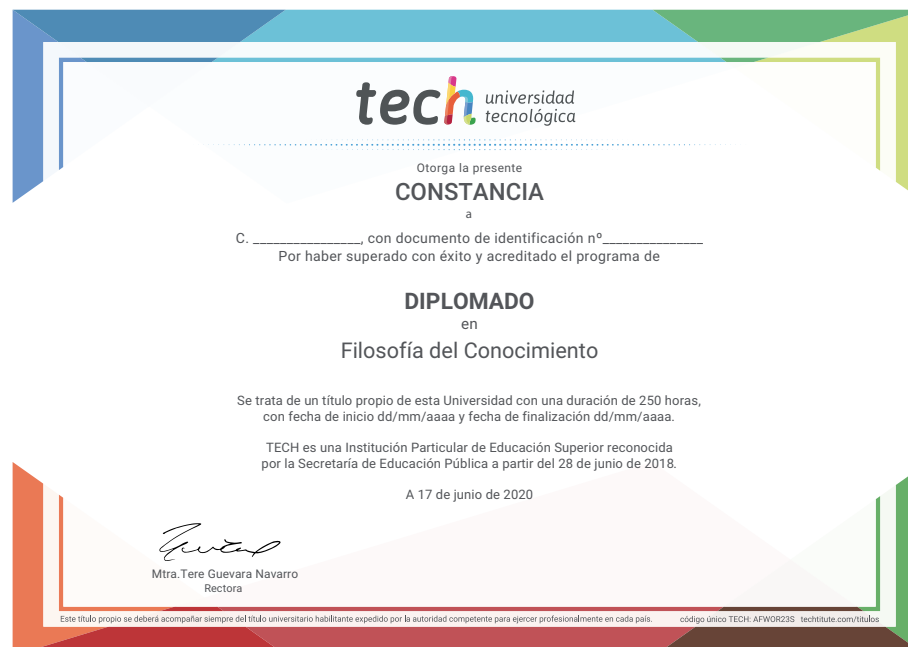 tech universidad
tecnológica
Otorga la presente
CONSTANCIA
a
C. ________________, con documento de identificación nº_______________
Por haber superado con éxito y acreditado el programa de
DIPLOMADO
en
Filosofía del Conocimiento
Se trata de un título propio de esta Universidad con una duración de 250 horas,
con fecha de inicio dd/mm/aaaa y fecha de finalización dd/mm/aaaa.
TECH es una Institución Particular de Educación Superior reconocida
por la Secretaría de Educación Pública a partir del 28 de junio de 2018.
A 17 de junio de 2020
Mtra.Tere Guevara Navarro
Rectora
Este título propio se deberá acompañar siempre del título universitario habilitante expedido por la autoridad competente para ejercer profesionalmente en cada país. código único TECH: AFWOR23S techtitute.com/titulos